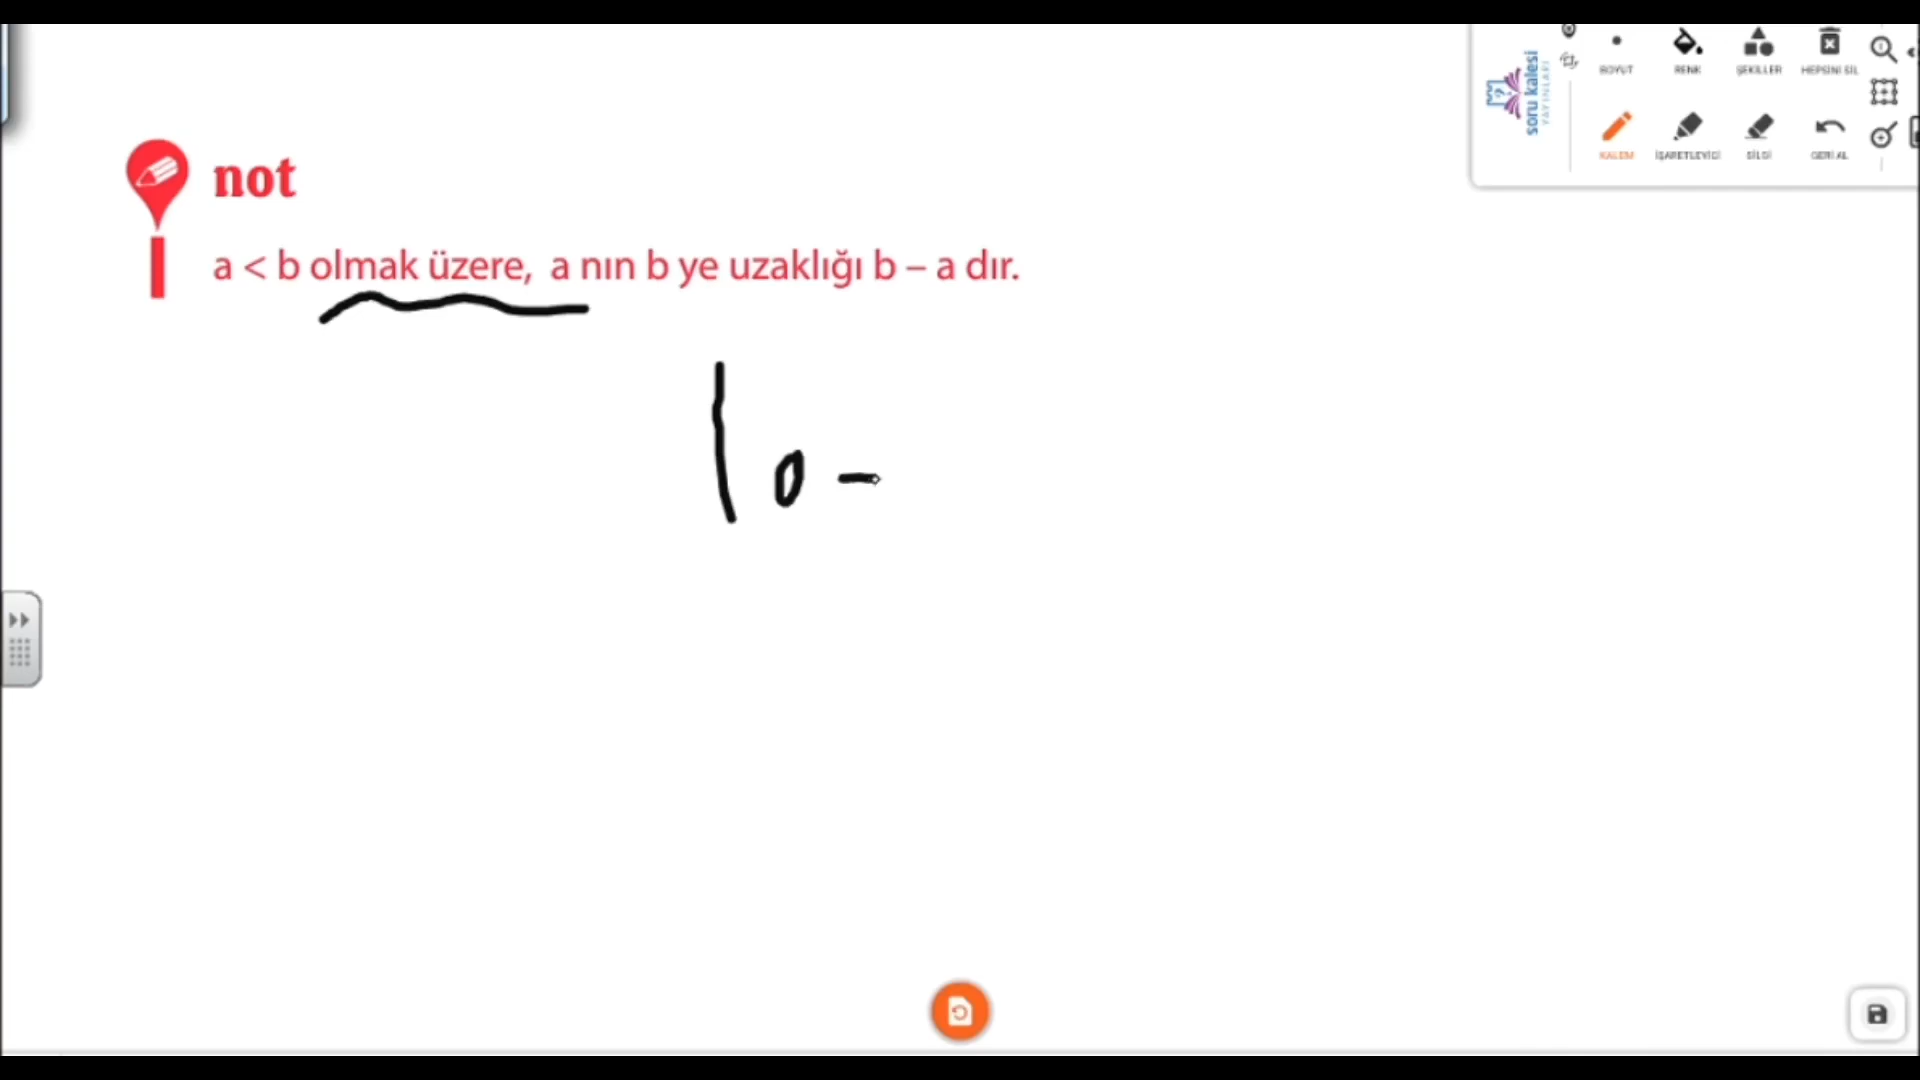 not
a < b olmak üzere, a nın b ye uzaklığı b – a dır.
| 0 –
soru kalesi
YAYINLARI
BOYUT
RENK
ŞEKİLLER
HEPSİNİ SİL
KALEM
İŞARETLEYİCİ
SİLGİ
GERİ AL